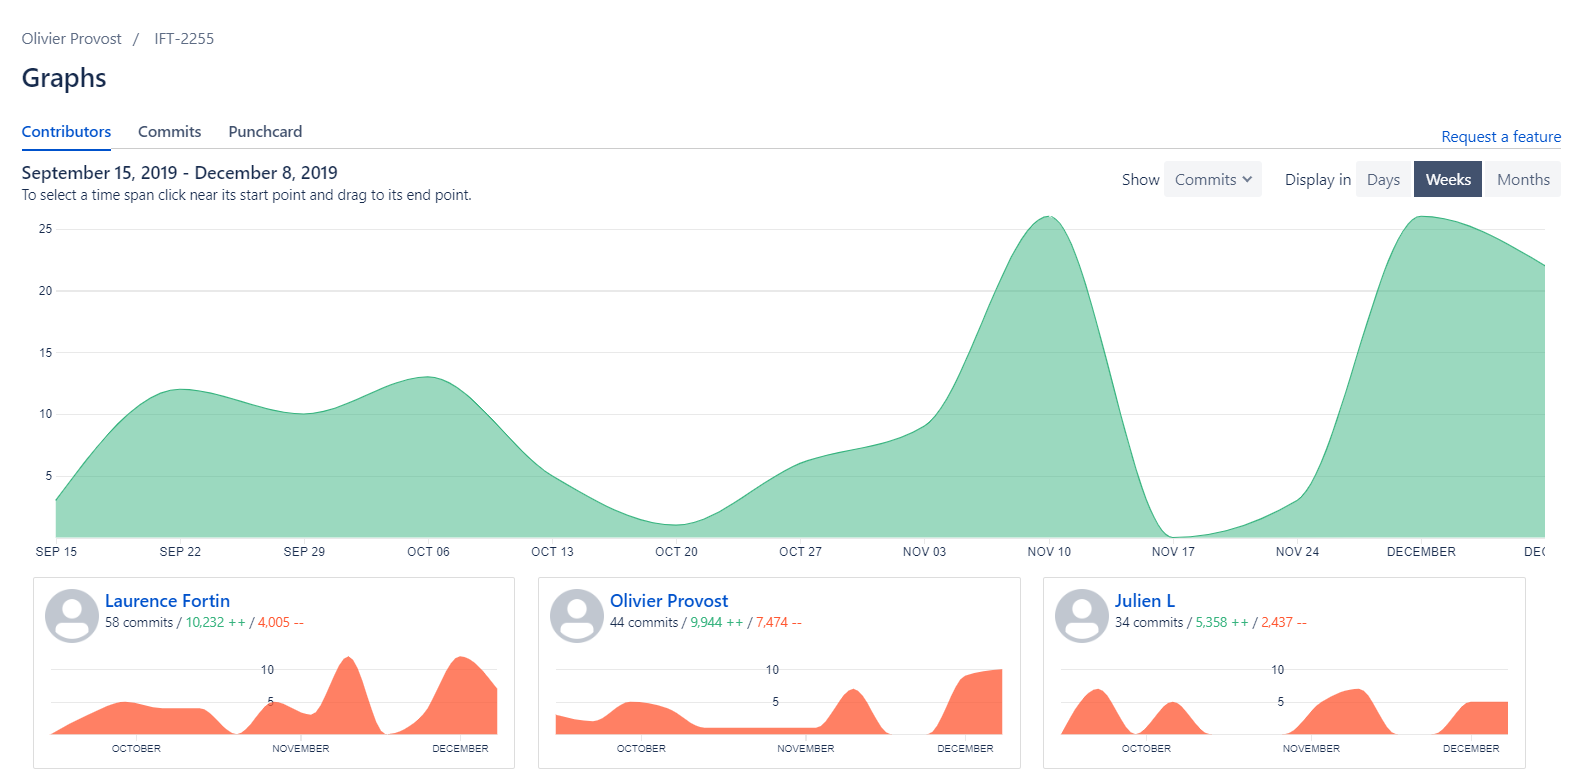 Olivier Provost / IFT-2255
Graphs
Contributors Commits Punchcard
Request a feature
September 15, 2019 - December 8, 2019
To select a time span click near its start point and drag to its end point.
Show Commits Display in Days Weeks Months
25
20
15
10
5
SEP 15 SEP 22 SEP 29 OCT 06 OCT 13 OCT 20 OCT 27 NOV 03 NOV 10 NOV 17 NOV 24 DECEMBER DEC
Laurence Fortin
58 commits / 10,232 ++ / 4,005 --
10
5
OCTOBER NOVEMBER DECEMBER
Olivier Provost
44 commits / 9,944 ++ / 7,474 --
10
5
OCTOBER NOVEMBER DECEMBER
Julien L
34 commits / 5,358 ++ / 2,437 --
10
5
OCTOBER NOVEMBER DECEMBER